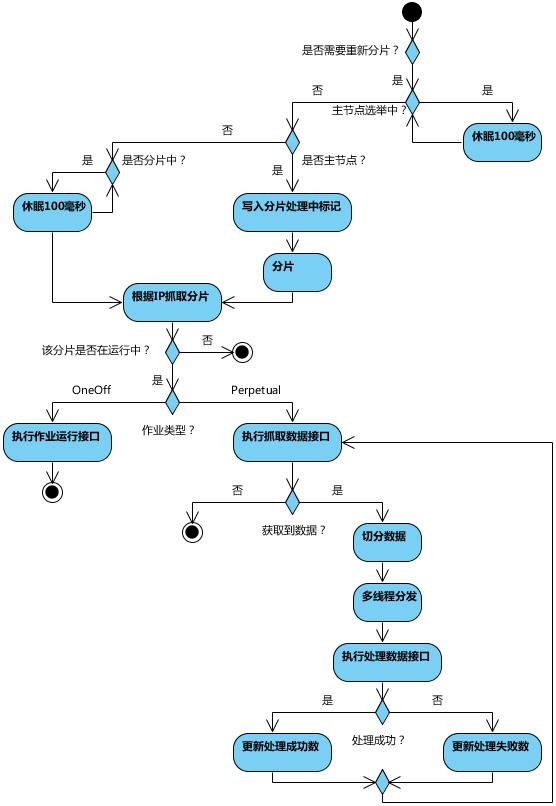 是否需要重新分片？
是
否
是
主节点选举中？
休眠100毫秒
否
是
是否分片中？
是否主节点？
是
休眠100毫秒
写入分片处理中标记
分片
根据IP抓取分片
该分片是否在运行中？
否
是
OneOff
Perpetual
作业类型？
执行作业运行接口
执行抓取数据接口
否
是
获取到数据？
切分数据
多线程分发
执行处理数据接口
是
否
处理成功？
更新处理成功数
更新处理失败数